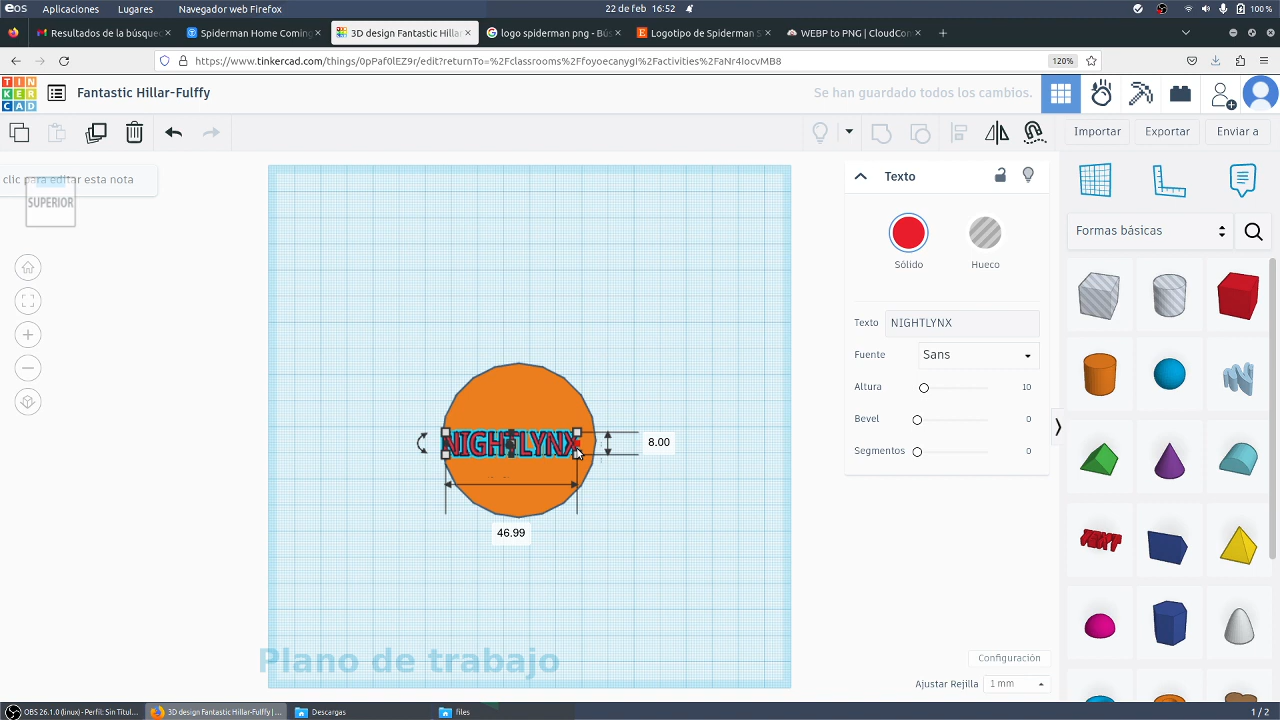 eOS Aplicaciones Lugares Navegador web Firefox 22 de feb 16:52 100 %
Resultados de la búsque × Spiderman Home Coming × 3D design Fantastic Hillar × logo spiderman png - Bús × Logotipo de Spiderman S × WEBP to PNG | CloudCon × +
https://www.tinkercad.com/things/0pPaf0lEZ9r/edit?returnTo=%2Fclassrooms%2Ffoyoecanygl%2Factivities%2FaNr4IocvMB8 120%
TIN
KER
CAD
Fantastic Hillar-Fulffy
Se han guardado todos los cambios.
Importar Exportar Enviar a
clic para editar esta nota
SUPERIOR
Texto
Sólido Hueco
Texto NIGHTLYNX
Fuente Sans
Altura 10
Bevel 0
Segmentos 0
Formas básicas
NIGHTLYNX
8.00
46.99
TEXT
Plano de trabajo
Configuración
Ajustar Rejilla 1 mm
OBS 26.1.0 (linux) - Perfil: Sin Titul... 3D design Fantastic Hillar-Fulffy |... Descargas files 1 / 2